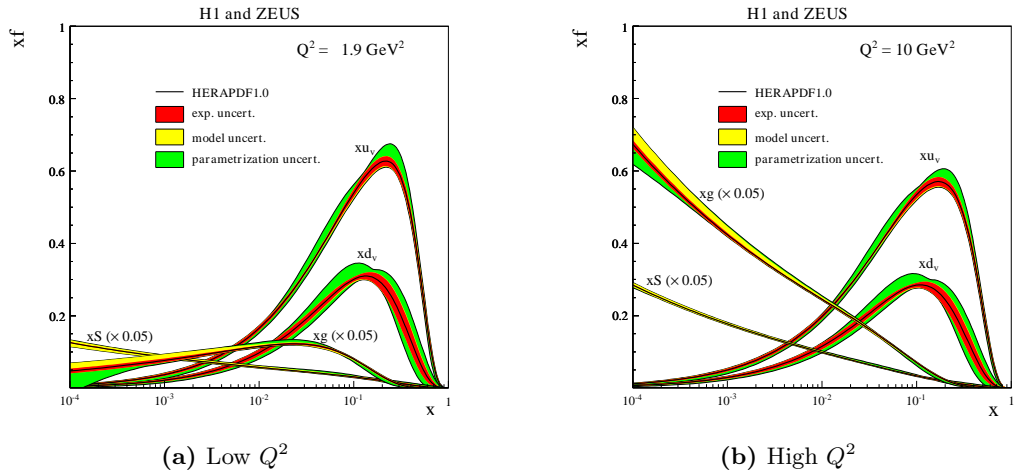 H1 and ZEUS
xf
1
0.8
0.6
0.4
0.2
Q² = 1.9 GeV²
HERAPDF1.0
exp. uncert.
model uncert.
parametrization uncert.
xuᵥ
xdᵥ
xS (× 0.05)
xg (× 0.05)
10⁻⁴ 10⁻³ 10⁻² 10⁻¹ 1
x
(a) Low Q²
H1 and ZEUS
xf
1
0.8
0.6
0.4
0.2
Q² = 10 GeV²
HERAPDF1.0
exp. uncert.
model uncert.
parametrization uncert.
xuᵥ
xg (× 0.05)
xdᵥ
xS (× 0.05)
10⁻⁴ 10⁻³ 10⁻² 10⁻¹ 1
x
(b) High Q²